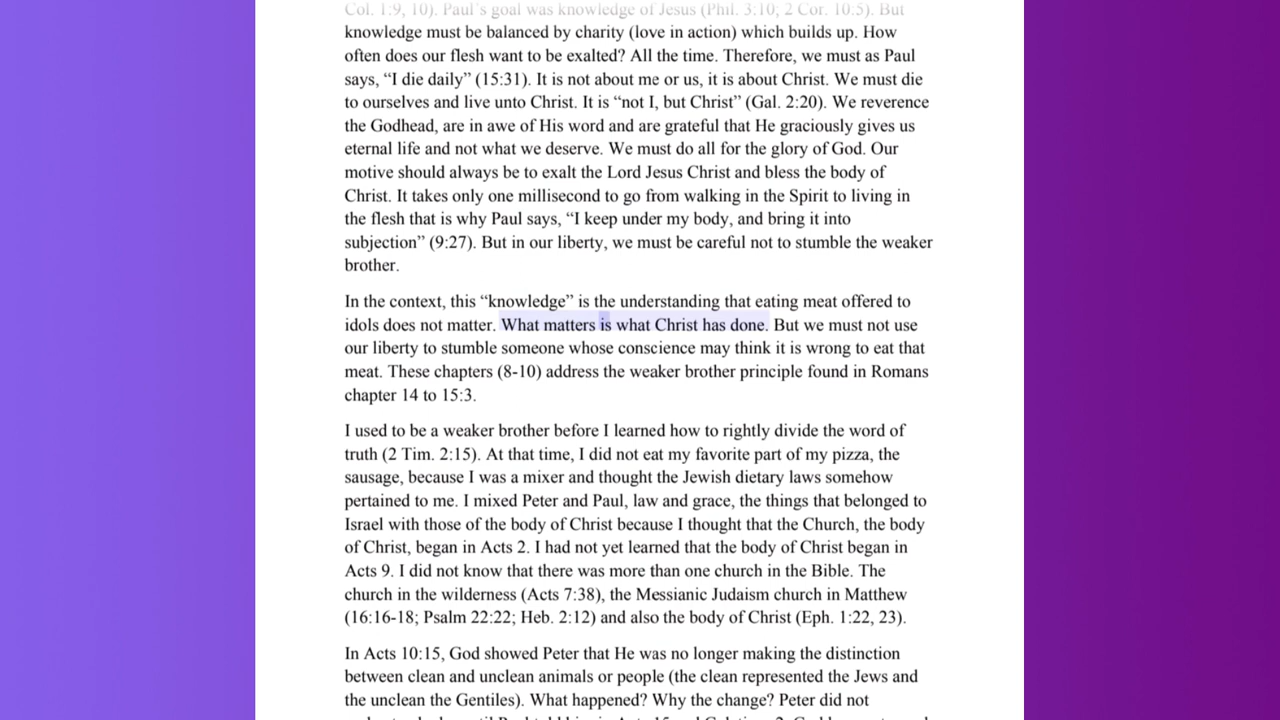 Col. 1:9, 10). Paul's goal was knowledge of Jesus (Phil. 3:10; 2 Cor. 10:5). But
knowledge must be balanced by charity (love in action) which builds up. How
often does our flesh want to be exalted? All the time. Therefore, we must as Paul
says, “I die daily” (15:31). It is not about me or us, it is about Christ. We must die
to ourselves and live unto Christ. It is “not I, but Christ” (Gal. 2:20). We reverence
the Godhead, are in awe of His word and are grateful that He graciously gives us
eternal life and not what we deserve. We must do all for the glory of God. Our
motive should always be to exalt the Lord Jesus Christ and bless the body of
Christ. It takes only one millisecond to go from walking in the Spirit to living in
the flesh that is why Paul says, “I keep under my body, and bring it into
subjection” (9:27). But in our liberty, we must be careful not to stumble the weaker
brother.
In the context, this “knowledge” is the understanding that eating meat offered to
idols does not matter. What matters is what Christ has done. But we must not use
our liberty to stumble someone whose conscience may think it is wrong to eat that
meat. These chapters (8-10) address the weaker brother principle found in Romans
chapter 14 to 15:3.
I used to be a weaker brother before I learned how to rightly divide the word of
truth (2 Tim. 2:15). At that time, I did not eat my favorite part of my pizza, the
sausage, because I was a mixer and thought the Jewish dietary laws somehow
pertained to me. I mixed Peter and Paul, law and grace, the things that belonged to
Israel with those of the body of Christ because I thought that the Church, the body
of Christ, began in Acts 2. I had not yet learned that the body of Christ began in
Acts 9. I did not know that there was more than one church in the Bible. The
church in the wilderness (Acts 7:38), the Messianic Judaism church in Matthew
(16:16-18; Psalm 22:22; Heb. 2:12) and also the body of Christ (Eph. 1:22, 23).
In Acts 10:15, God showed Peter that He was no longer making the distinction
between clean and unclean animals or people (the clean represented the Jews and
the unclean the Gentiles). What happened? Why the change? Peter did not